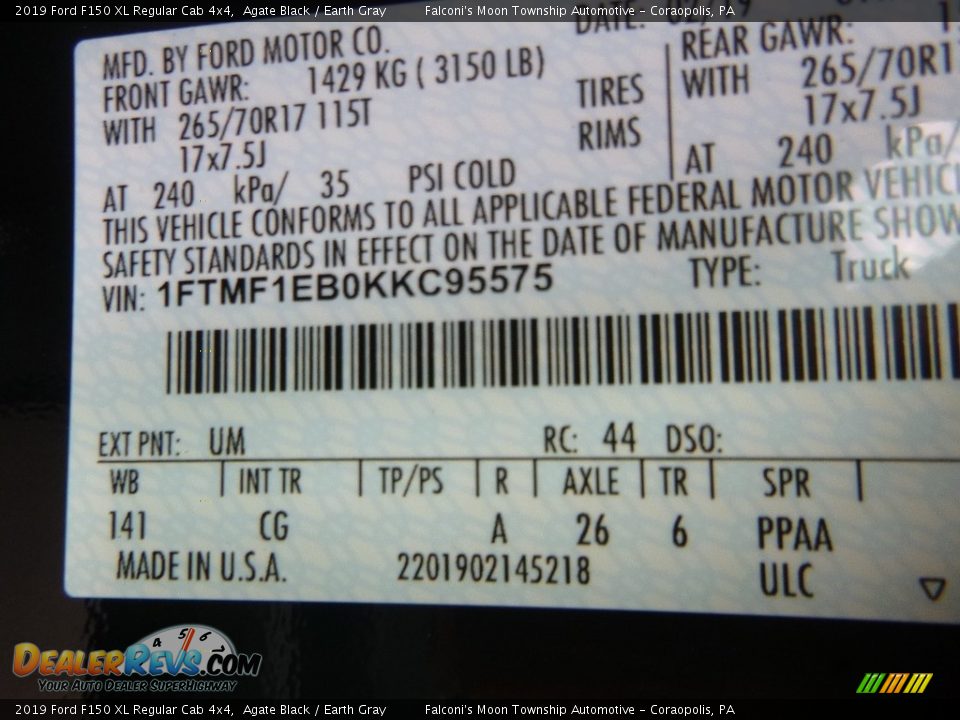 2019 Ford F150 XL Regular Cab 4x4, Agate Black / Earth Gray Falconi's Moon Township Automotive - Coraopolis, PA
MFD. BY FORD MOTOR CO. DATE:
FRONT GAWR: 1429 KG ( 3150 LB) REAR GAWR:
WITH 265/70R17 115T TIRES WITH 265/70R1
17x7.5J RIMS 17x7.5J
AT 240 kPa/ 35 PSI COLD AT 240 kPa/
THIS VEHICLE CONFORMS TO ALL APPLICABLE FEDERAL MOTOR VEHIC
SAFETY STANDARDS IN EFFECT ON THE DATE OF MANUFACTURE SHOW
VIN: 1FTMF1EB0KKC95575 TYPE: Truck
EXT PNT: UM RC: 44 DSO:
WB INT TR TP/PS R AXLE TR SPR
141 CG A 26 6 PPAA
MADE IN U.S.A. 2201902145218 ULC
DEALERREVS.COM
4 5 6
YOUR AUTO DEALER SUPERHIGHWAY
2019 Ford F150 XL Regular Cab 4x4, Agate Black / Earth Gray Falconi's Moon Township Automotive - Coraopolis, PA